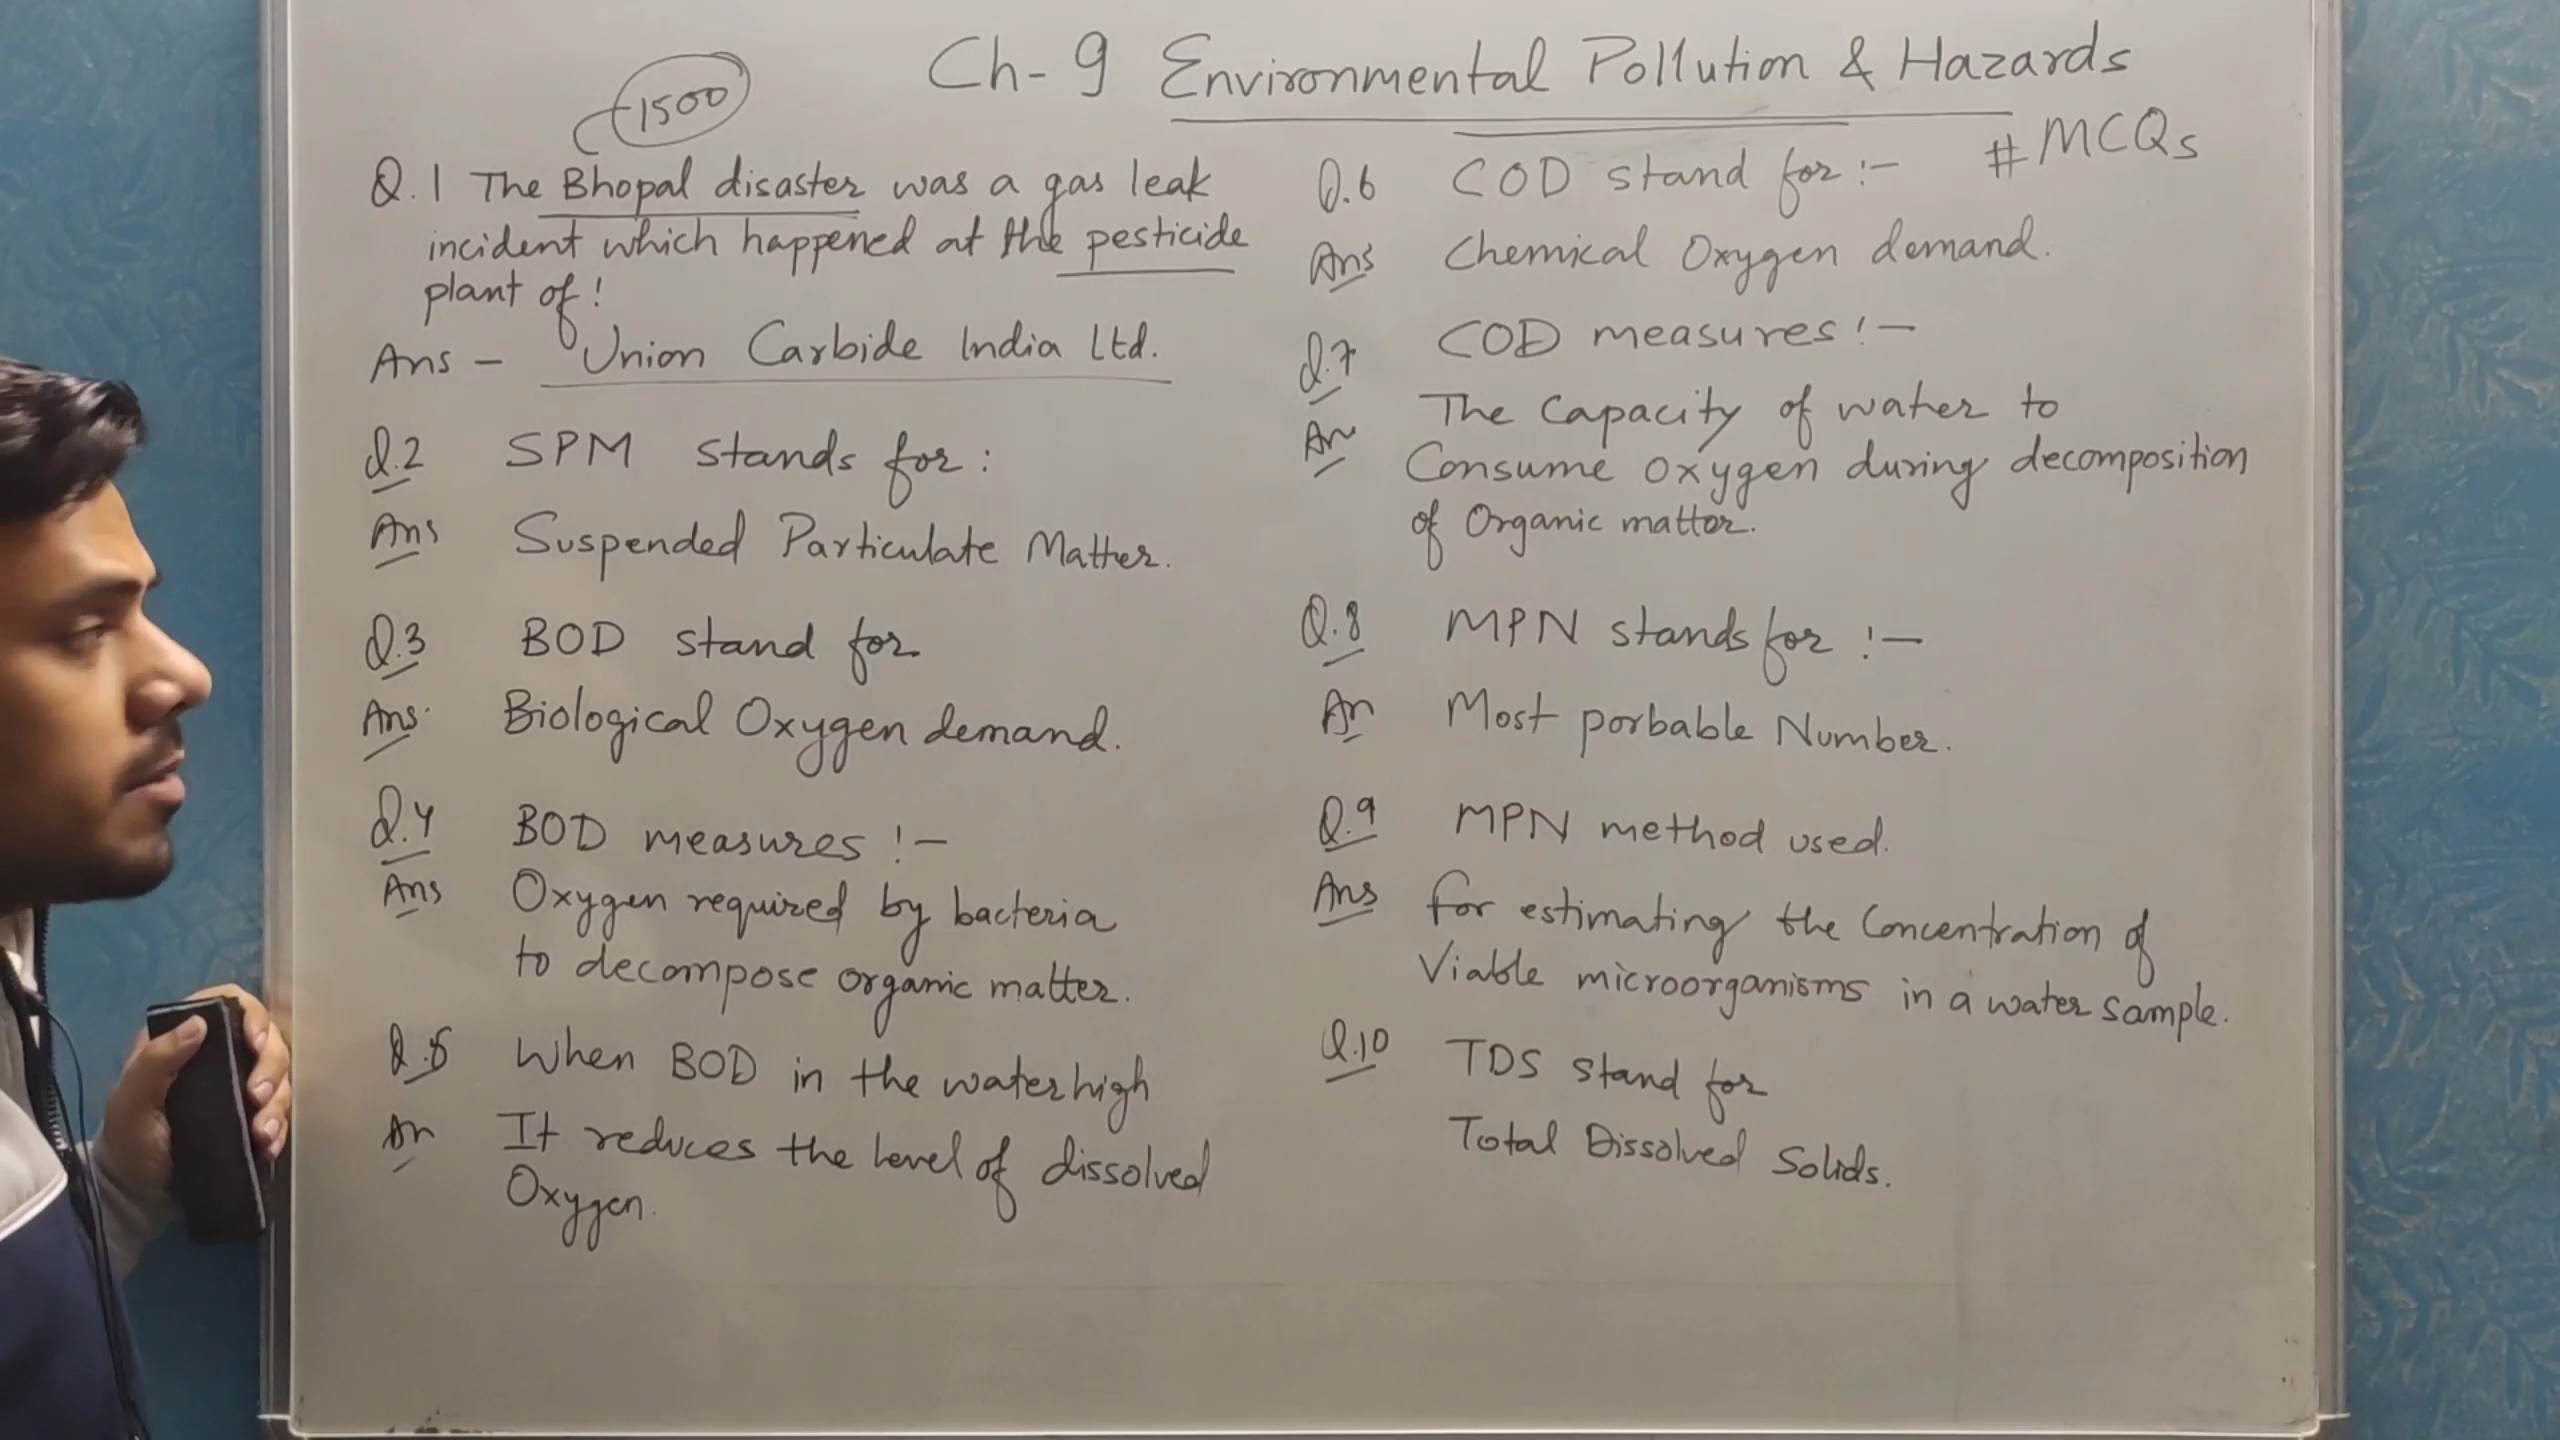 Ch- 9 Environmental Pollution & Hazards
# MCQs
1500
Q.1 The Bhopal disaster was a gas leak
incident which happened at the pesticide
plant of!
Ans - Union Carbide India Ltd.
Q.2 SPM stands for:
Ans Suspended Particulate Matter.
Q.3 BOD stand for
Ans. Biological Oxygen demand.
Q.4 BOD measures !-
Ans Oxygen required by bacteria
to decompose organic matter.
Q.5 When BOD in the water high
An It reduces the level of dissolved
Oxygen.
Q.6 COD stand for :-
Ans Chemical Oxygen demand.
Q.7 COD measures !-
An The Capacity of water to
Consume oxygen during decomposition
of Organic matter.
Q.8 MPN stands for !-
An Most porbable Number.
Q.9 MPN method used.
Ans for estimating the Concentration of
Viable microorganisms in a water sample.
Q.10 TDS stand for
Total Dissolved Solids.